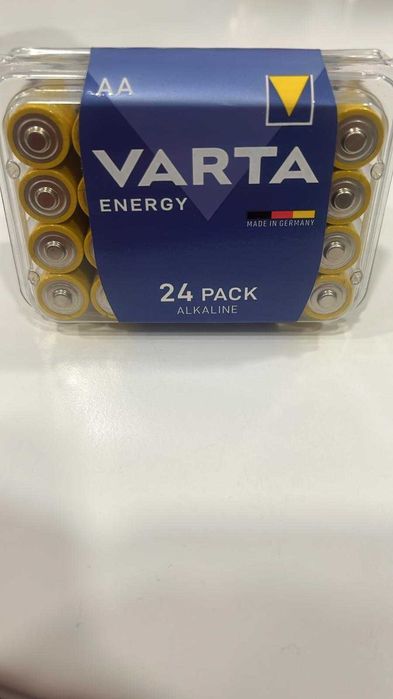 AA
VARTA
ENERGY
MADE IN GERMANY
24 PACK
ALKALINE